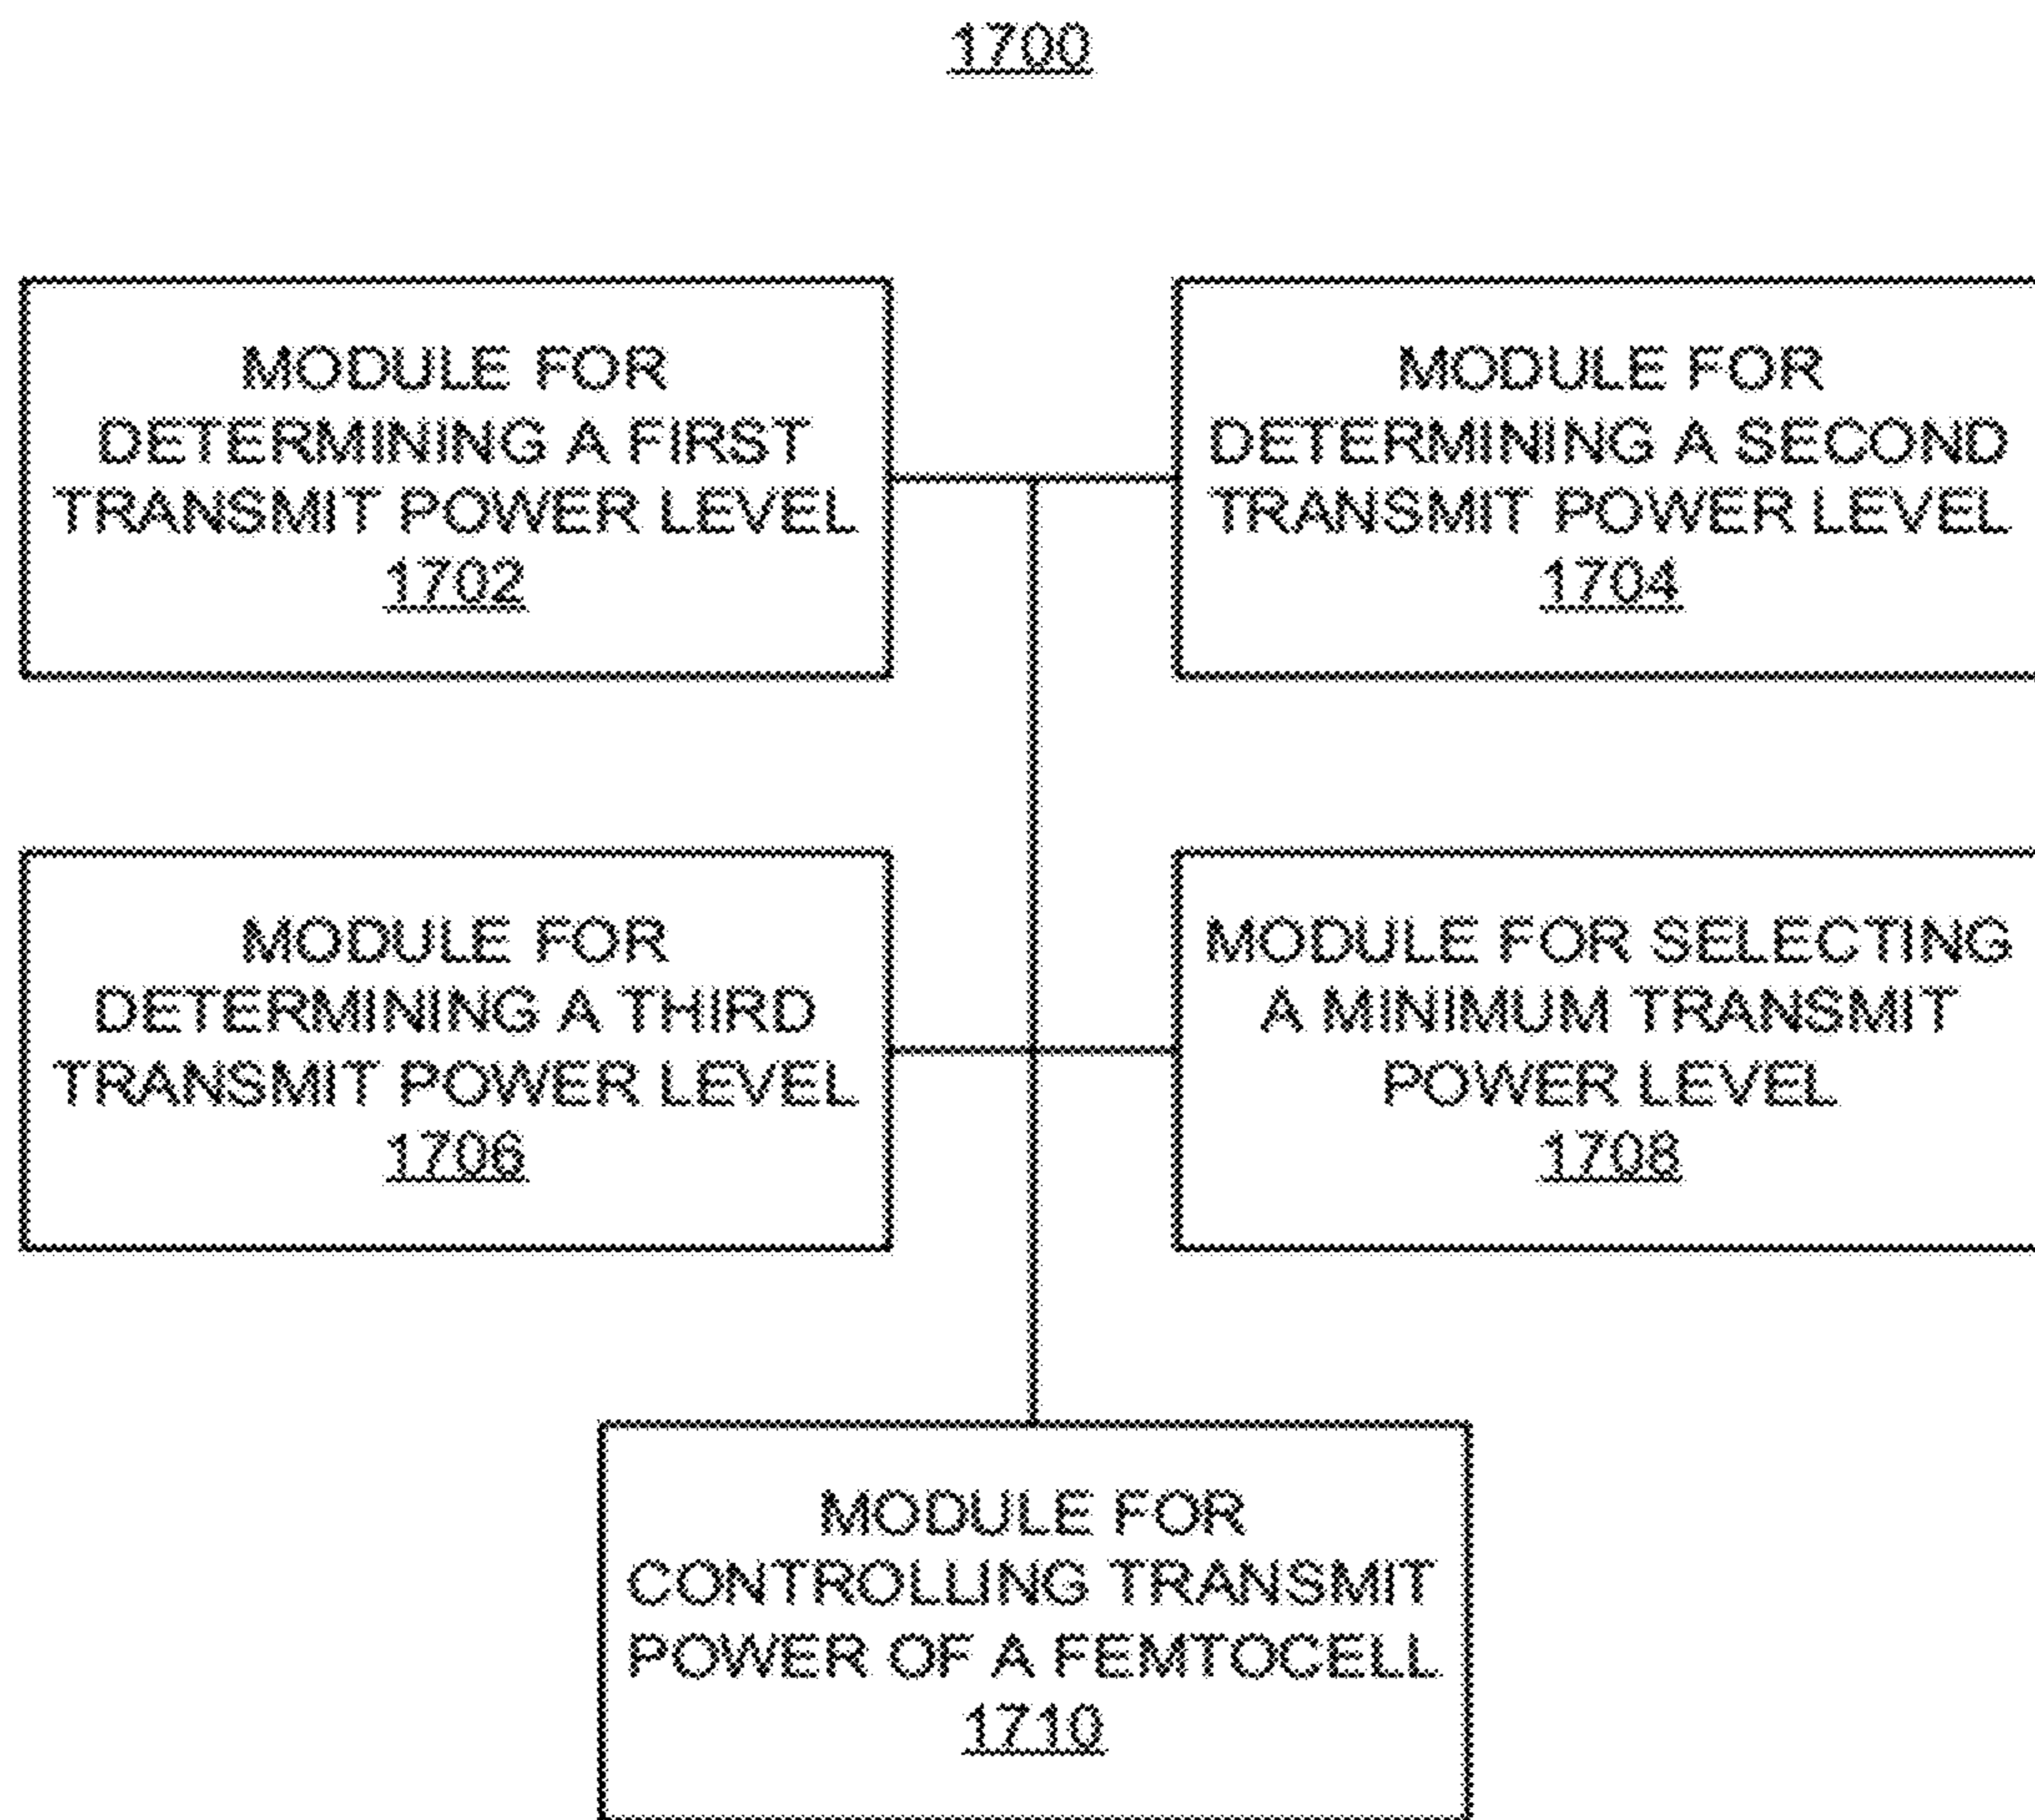 1700
MODULE FOR
DETERMINING A FIRST
TRANSMIT POWER LEVEL
1702
MODULE FOR
DETERMINING A SECOND
TRANSMIT POWER LEVEL
1704
MODULE FOR
DETERMINING A THIRD
TRANSMIT POWER LEVEL
1706
MODULE FOR SELECTING
A MINIMUM TRANSMIT
POWER LEVEL
1708
MODULE FOR
CONTROLLING TRANSMIT
POWER OF A FEMTOCELL
1710